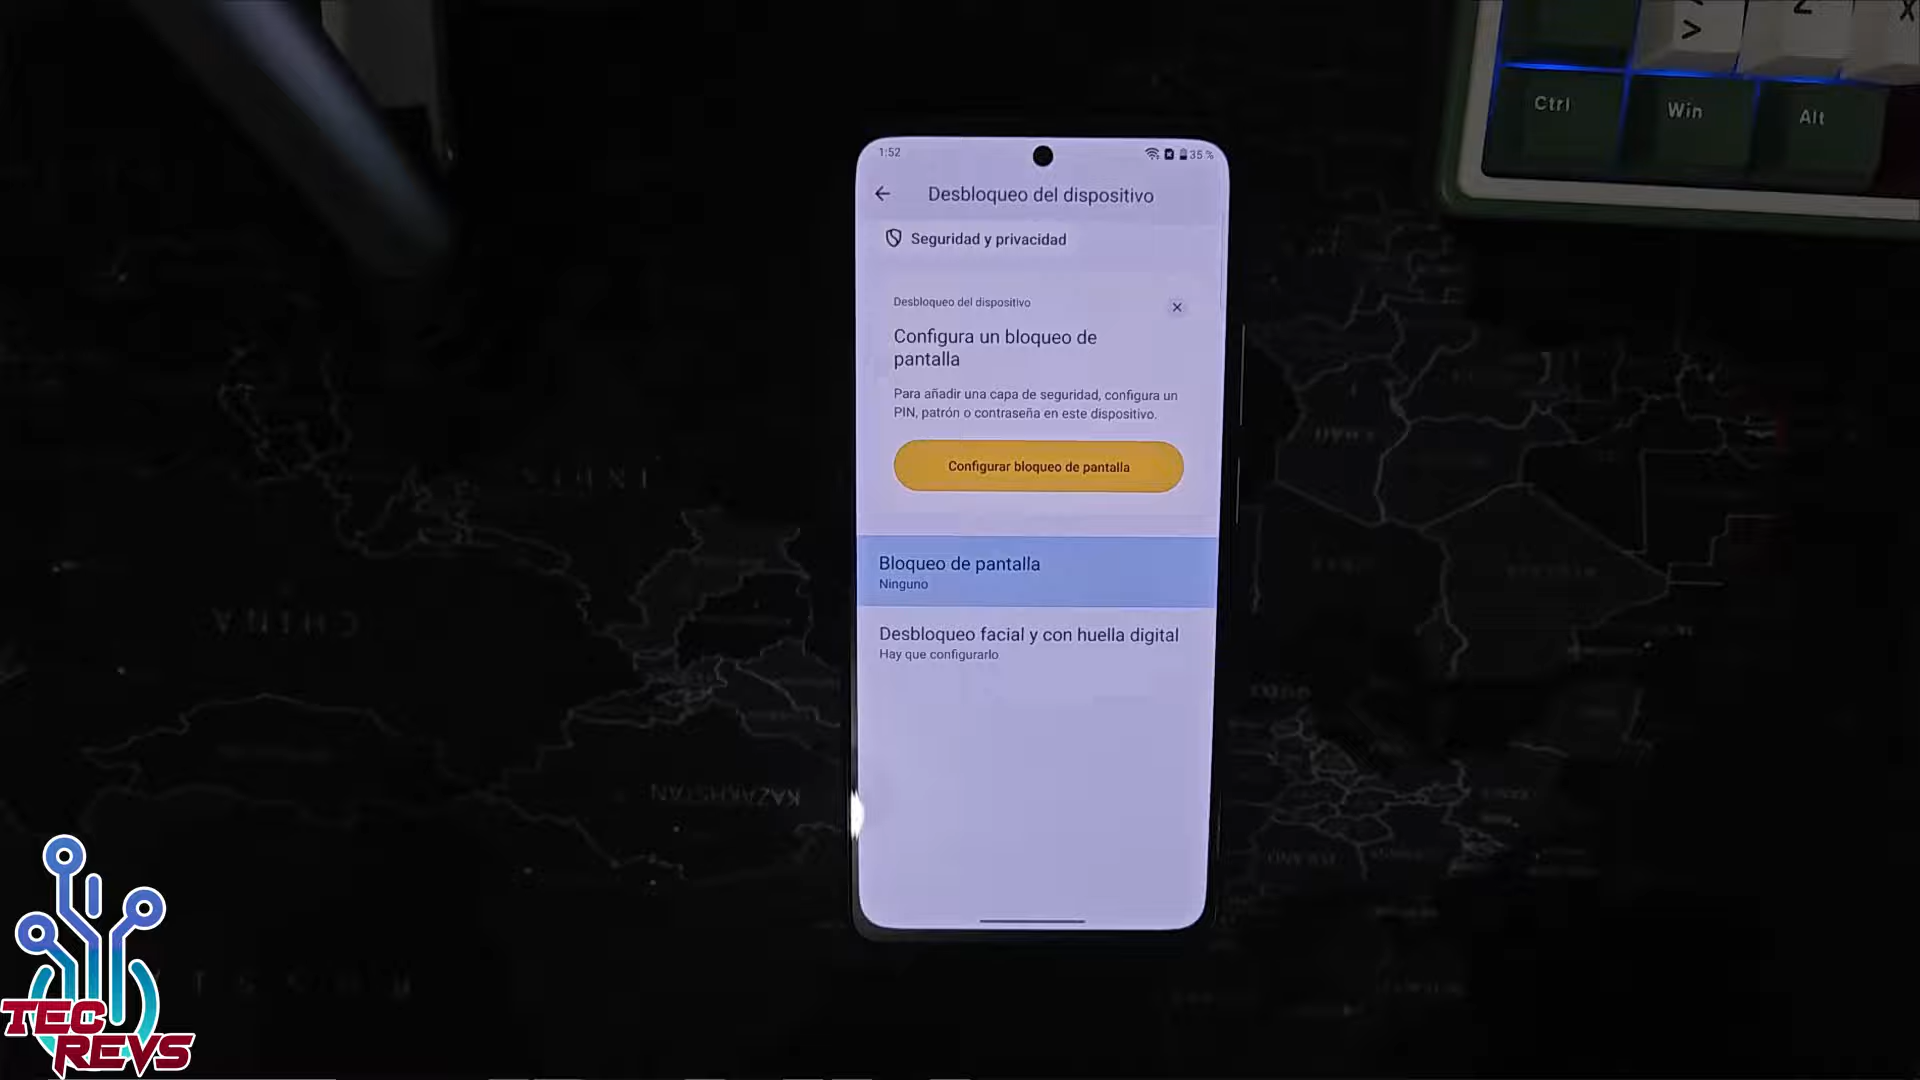 >
Z
X
Ctrl
Win
Alt
1:52
35 %
Desbloqueo del dispositivo
Seguridad y privacidad
Desbloqueo del dispositivo
Configura un bloqueo de
pantalla
Para añadir una capa de seguridad, configura un
PIN, patrón o contraseña en este dispositivo.
Configurar bloqueo de pantalla
Bloqueo de pantalla
Ninguno
Desbloqueo facial y con huella digital
Hay que configurarlo
INDIA
CHINA
KAZAKHSTAN
TEC
REVS